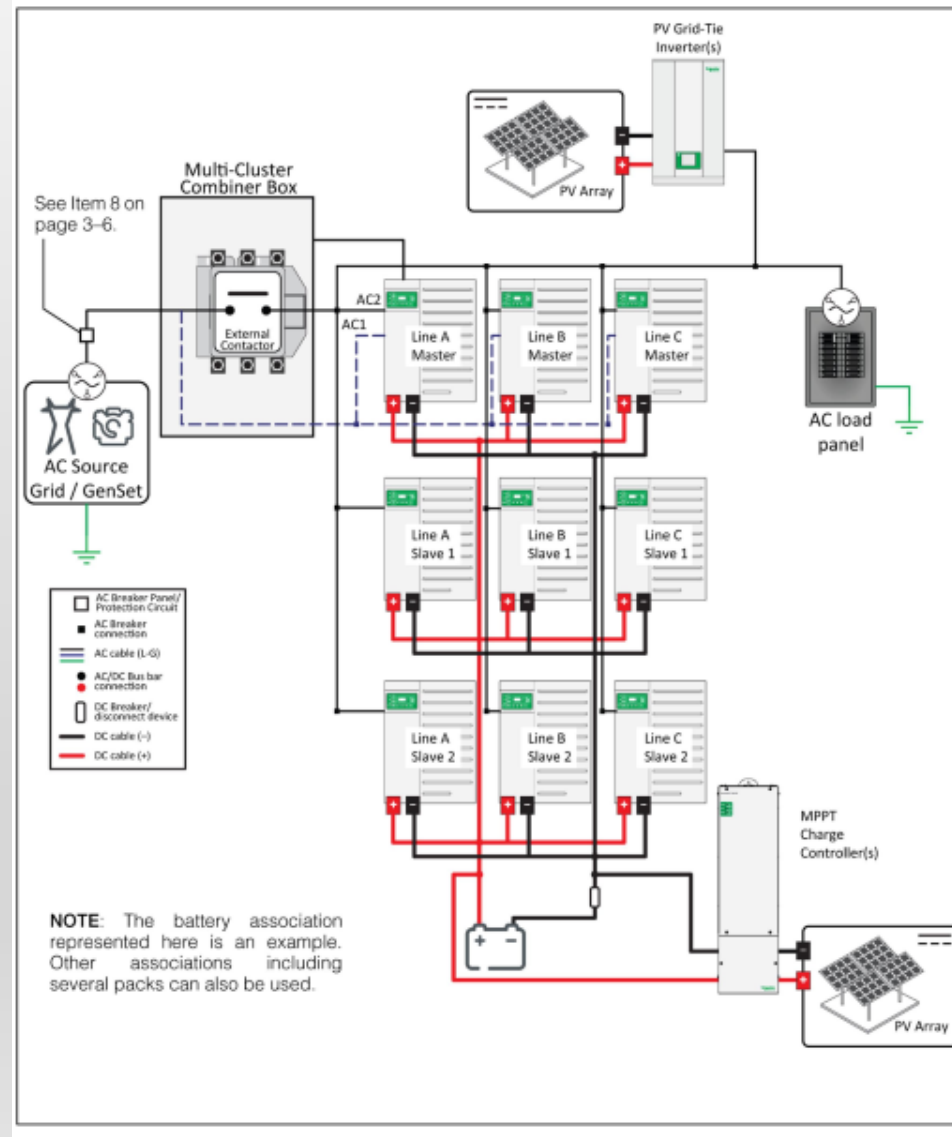 PV Grid-Tie
Inverter(s)
PV Array
Multi-Cluster
Combiner Box
See Item 8 on
page 3–6.
External
Contactor
AC2
AC1
Line A
Master
Line B
Master
Line C
Master
AC load
panel
AC Source
Grid / GenSet
Line A
Slave 1
Line B
Slave 1
Line C
Slave 1
AC Breaker Panel/
Protection Circuit
AC Breaker
connection
AC cable (L-G)
AC/DC Bus bar
connection
DC Breaker/
disconnect device
DC cable (–)
DC cable (+)
Line A
Slave 2
Line B
Slave 2
Line C
Slave 2
MPPT
Charge
Controller(s)
NOTE: The battery association
represented here is an example.
Other associations including
several packs can also be used.
PV Array